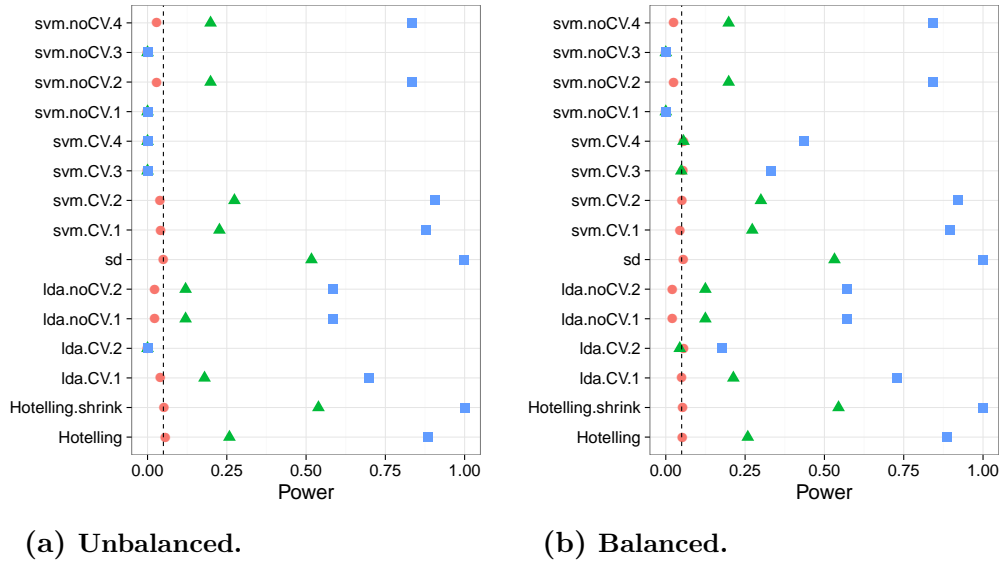 svm.noCV.4
svm.noCV.3
svm.noCV.2
svm.noCV.1
svm.CV.4
svm.CV.3
svm.CV.2
svm.CV.1
sd
lda.noCV.2
lda.noCV.1
lda.CV.2
lda.CV.1
Hotelling.shrink
Hotelling
0.00 0.25 0.50 0.75 1.00
Power
(a) Unbalanced.
svm.noCV.4
svm.noCV.3
svm.noCV.2
svm.noCV.1
svm.CV.4
svm.CV.3
svm.CV.2
svm.CV.1
sd
lda.noCV.2
lda.noCV.1
lda.CV.2
lda.CV.1
Hotelling.shrink
Hotelling
0.00 0.25 0.50 0.75 1.00
Power
(b) Balanced.